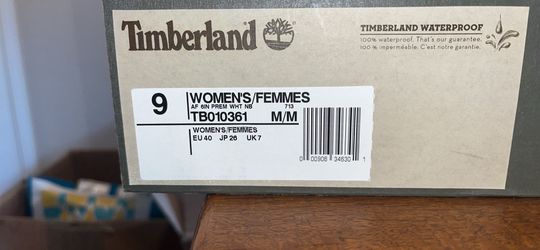 Timberland
TIMBERLAND WATERPROOF
100% waterproof. That's our guarantee.
100% imperméable. C'est notre garantie.
9
WOMEN'S/FEMMES
AF 6IN PREM WHT NB 713
TB010361 M/M
WOMEN'S/FEMMES
EU 40 JP 26 UK 7
0 00906 34530 1